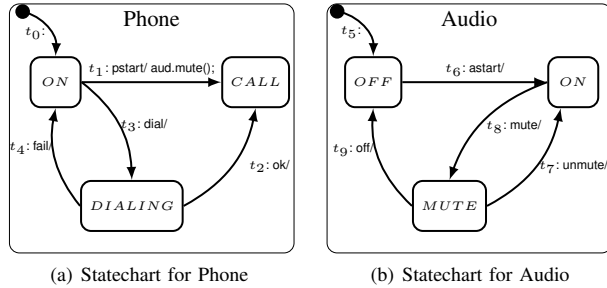 Phone
t0:
t1: pstart/ aud.mute();
ON
CALL
t3: dial/
t4: fail/
t2: ok/
DIALING
(a) Statechart for Phone
Audio
t5:
t6: astart/
OFF
ON
t8: mute/
t9: off/
t7: unmute/
MUTE
(b) Statechart for Audio